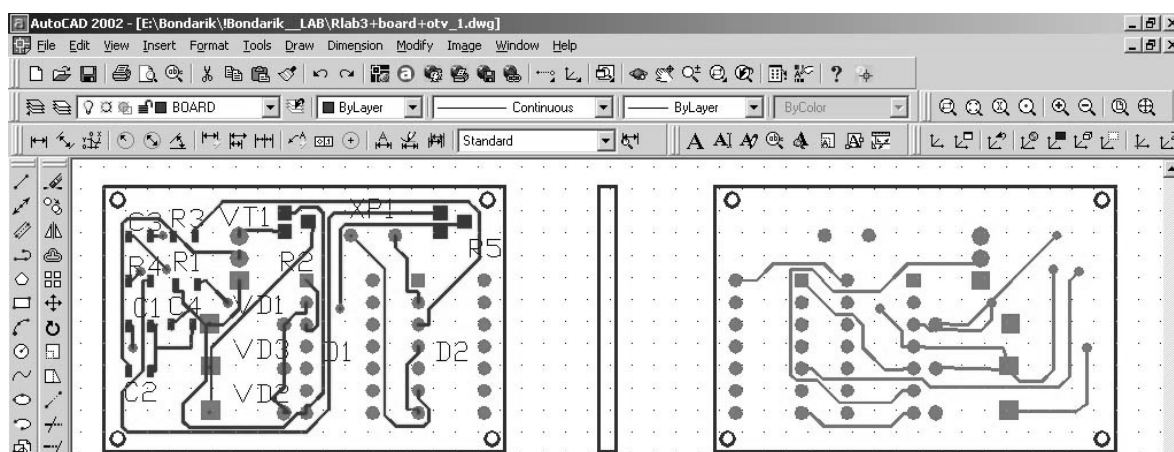 AutoCAD 2002 - [E:\Bondarik\!Bondarik__LAB\Rlab3+board+otv_1.dwg]
File Edit View Insert Format Tools Draw Dimension Modify Image Window Help
BOARD ByLayer Continuous ByLayer ByColor
Standard A AI
C3 R3 VT1 XP1
R4 R1 R2 R5
C1 C4 VD1
VD3 D1 D2
C2 VD2